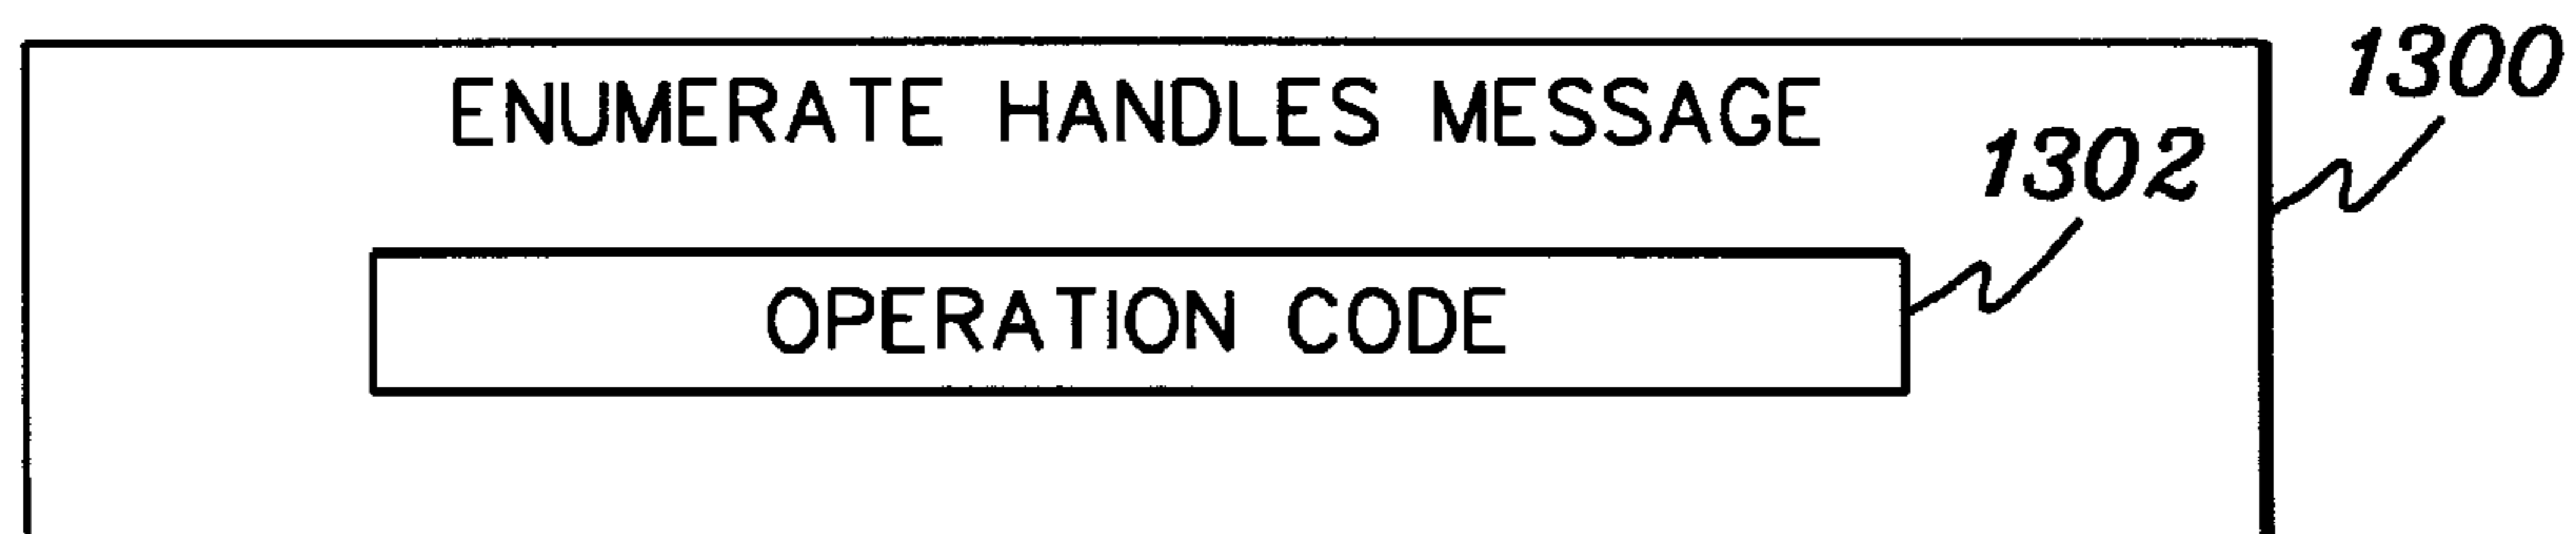 1300
ENUMERATE HANDLES MESSAGE
1302
OPERATION CODE